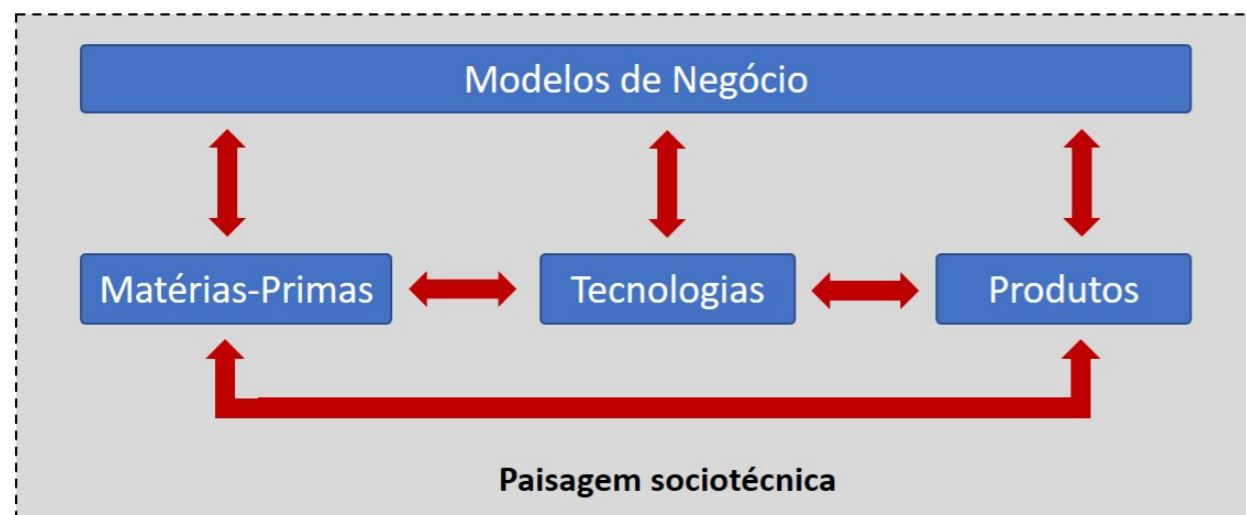 Modelos de Negócio
Matérias-Primas
Tecnologias
Produtos
Paisagem sociotécnica